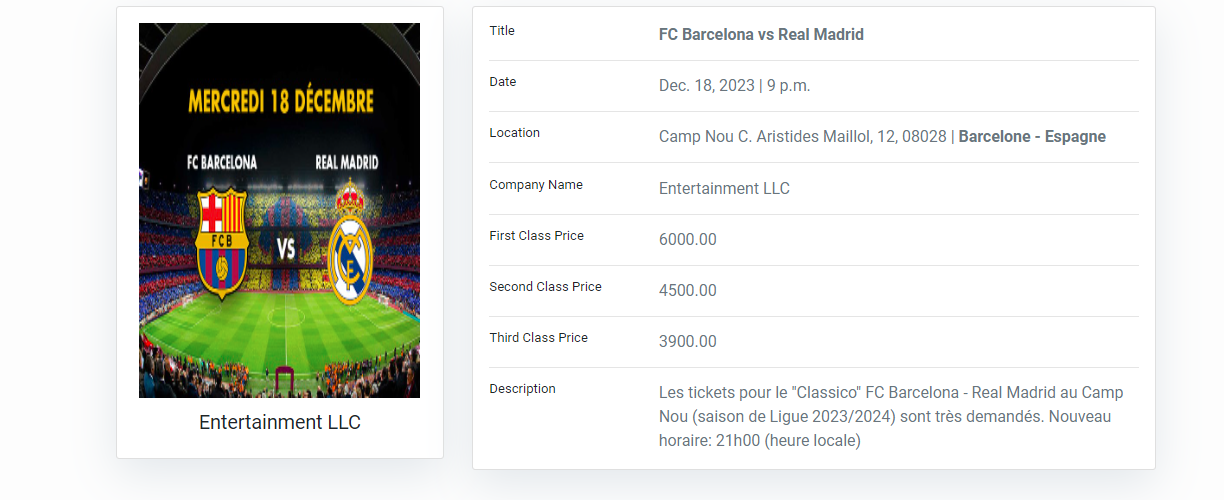 MERCREDI 18 DÉCEMBRE
FC BARCELONA
REAL MADRID
FCB
VS
Entertainment LLC
Title
FC Barcelona vs Real Madrid
Date
Dec. 18, 2023 | 9 p.m.
Location
Camp Nou C. Aristides Maillol, 12, 08028 | Barcelone - Espagne
Company Name
Entertainment LLC
First Class Price
6000.00
Second Class Price
4500.00
Third Class Price
3900.00
Description
Les tickets pour le "Classico" FC Barcelona - Real Madrid au Camp
Nou (saison de Ligue 2023/2024) sont très demandés. Nouveau
horaire: 21h00 (heure locale)